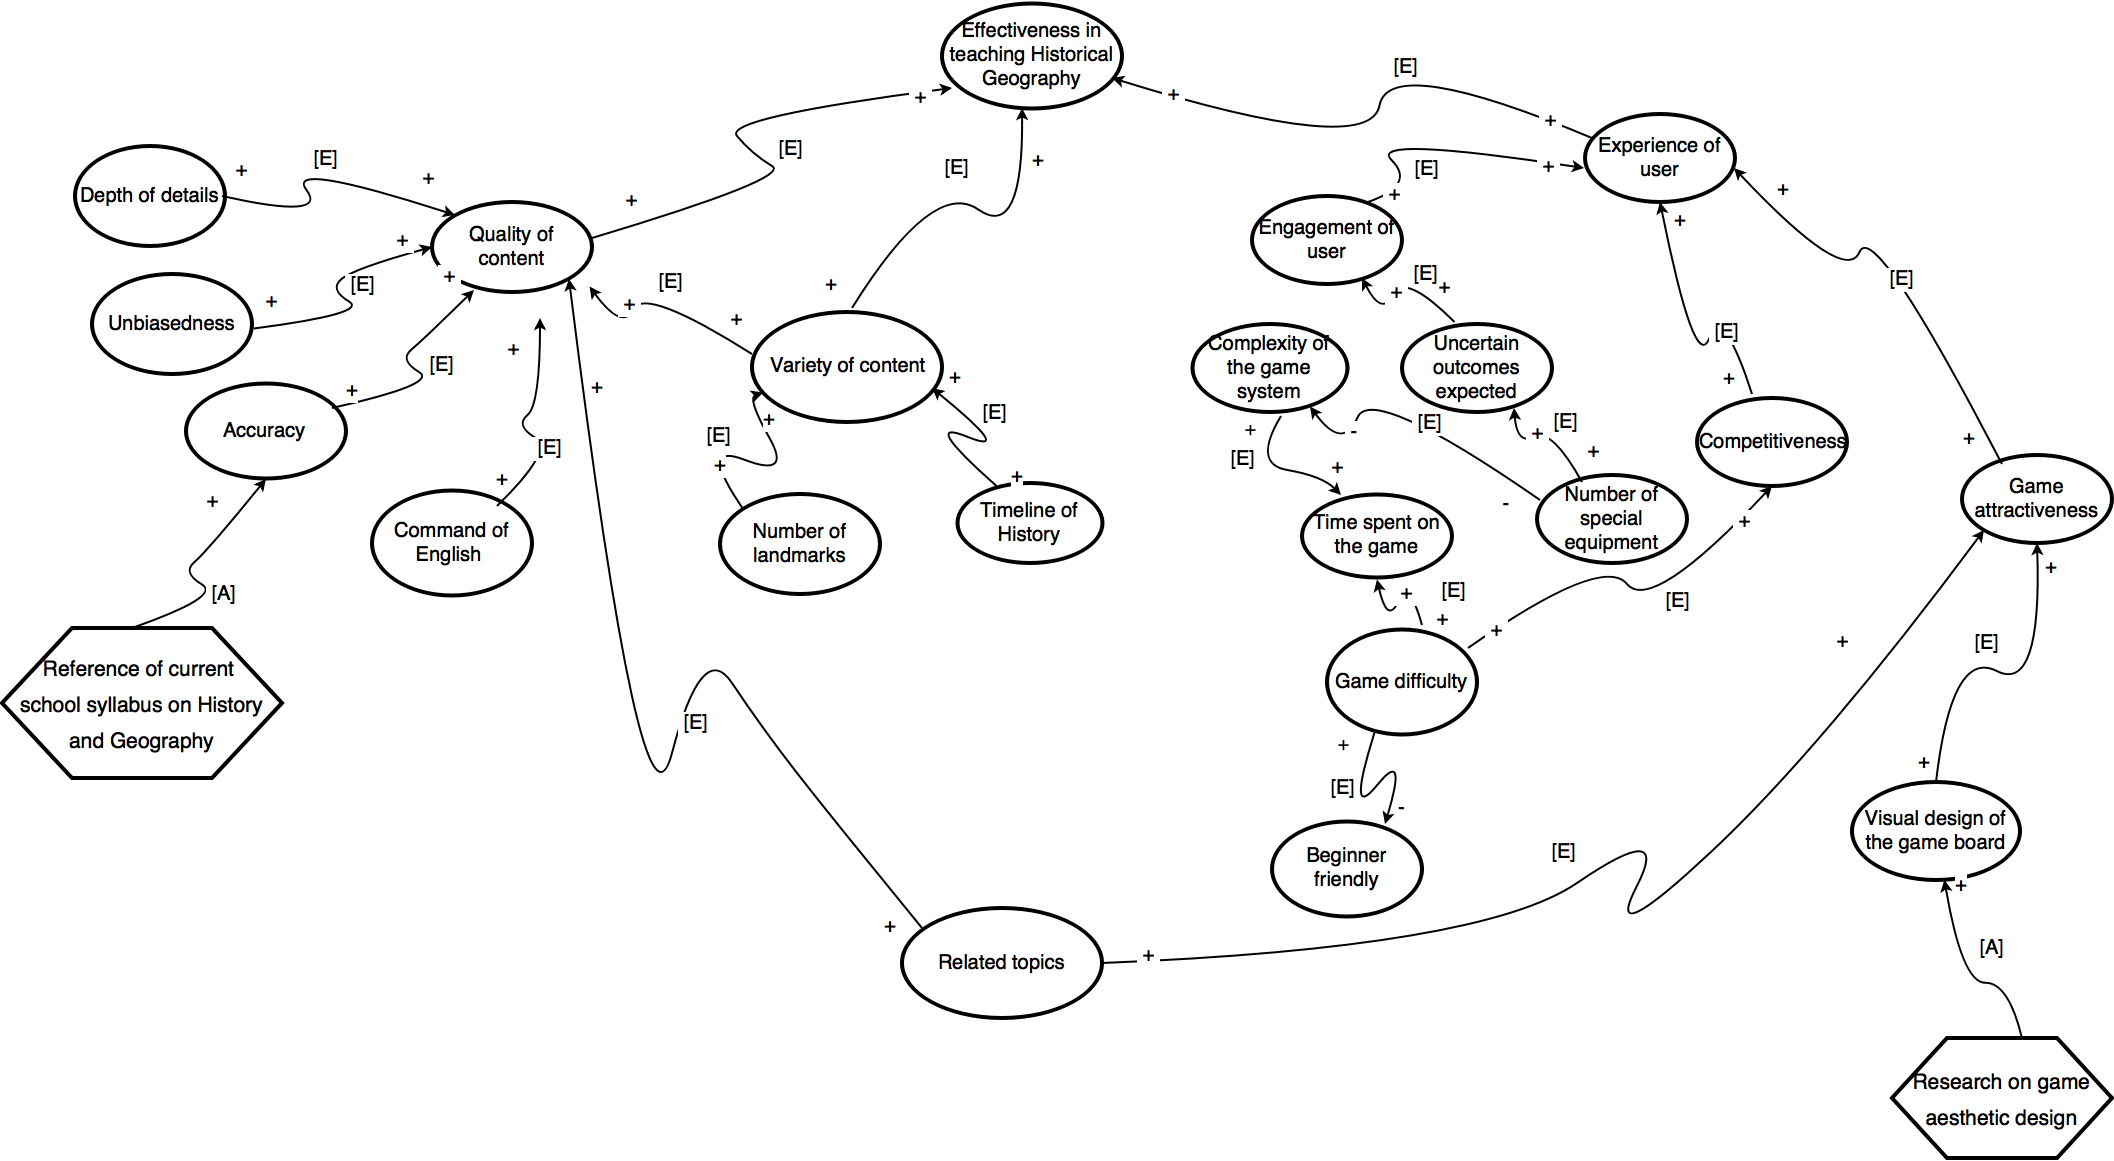 Effectiveness in
teaching Historical
Geography
[E]
+
+
+
[E]
[E]
+
+
Experience of
user
+
[E]
+
+
+
[E]
+
Depth of details
Quality of
content
+
+
Engagement of
user
+
+
[E]
Unbiasedness
+
[E]
+
+
[E]
+
Variety of content
+
[E]
+
+
Complexity of
the game
system
Uncertain
outcomes
expected
[E]
+
Competitiveness
+
[E]
Accuracy
+
[E]
+
[E]
+
Command of
English
+
[E]
+
Number of
landmarks
+
[E]
+
Timeline of
History
+
[E]
+
-
[E]
-
+
[E]
+
Time spent on
the game
Number of
special
equipment
+
Game
attractiveness
+
[A]
Reference of current
school syllabus on History
and Geography
+
[E]
+
[E]
+
+
[E]
+
Game difficulty
+
[E]
-
Beginner
friendly
[E]
+
Visual design of
the game board
+
[E]
+
Related topics
+
[A]
Research on game
aesthetic design